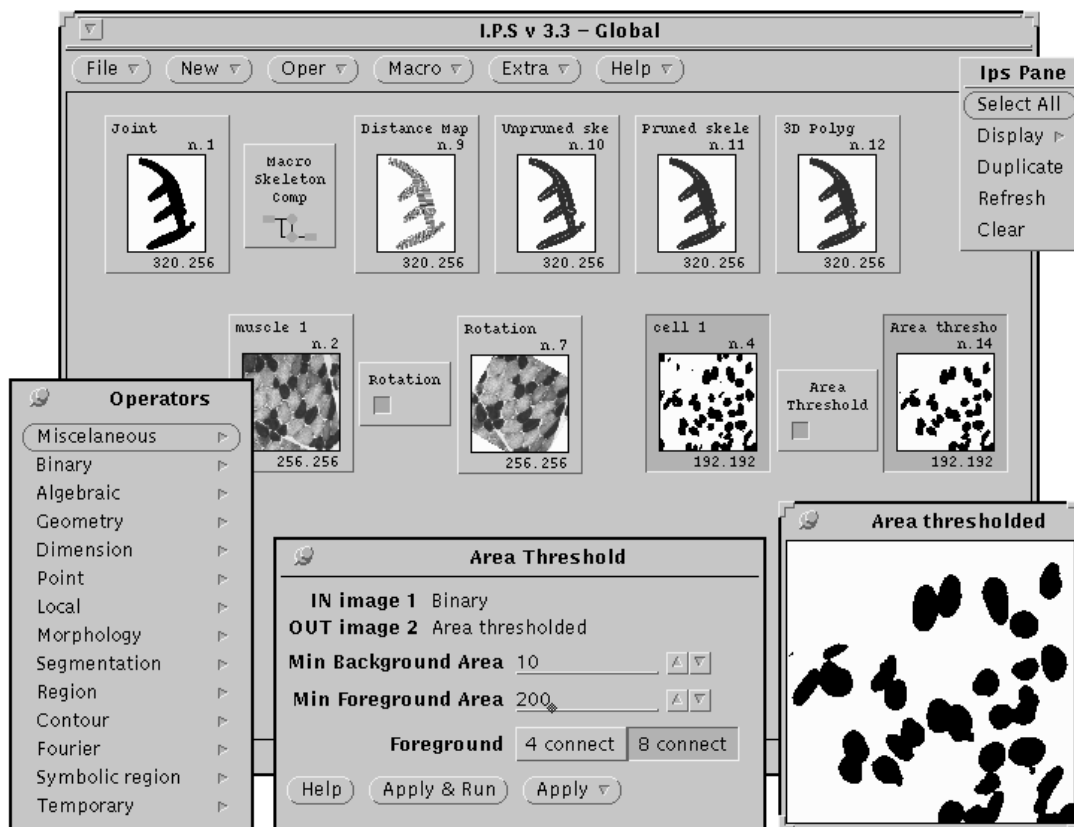 I.P.S v 3.3 – Global
File New Oper Macro Extra Help
Ips Pane
Select All
Display
Duplicate
Refresh
Clear
Joint
n.1
320.256
Macro
Skeleton
Comp
Distance Map
n.9
320.256
Unpruned ske
n.10
320.256
Pruned skele
n.11
320.256
3D Polyg
n.12
320.256
muscle 1
n.2
256.256
Rotation
Rotation
n.7
256.256
cell 1
n.4
192.192
Area
Threshold
Area thresho
n.14
192.192
Operators
Miscelaneous
Binary
Algebraic
Geometry
Dimension
Point
Local
Morphology
Segmentation
Region
Contour
Fourier
Symbolic region
Temporary
Area Threshold
IN image 1 Binary
OUT image 2 Area thresholded
Min Background Area 10
Min Foreground Area 200
Foreground 4 connect 8 connect
Help Apply & Run Apply
Area thresholded